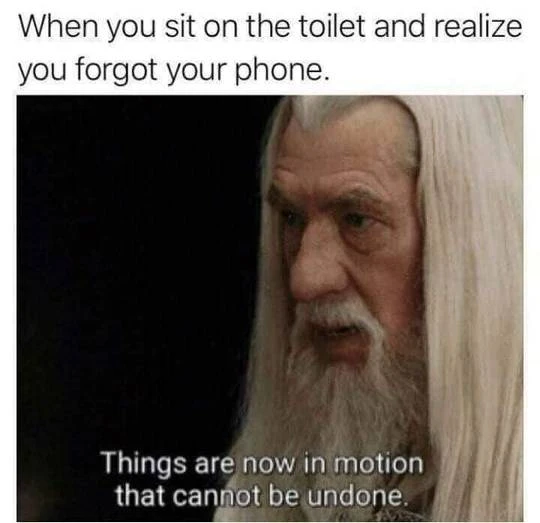 When you sit on the toilet and realize
you forgot your phone.
Things are now in motion
that cannot be undone.